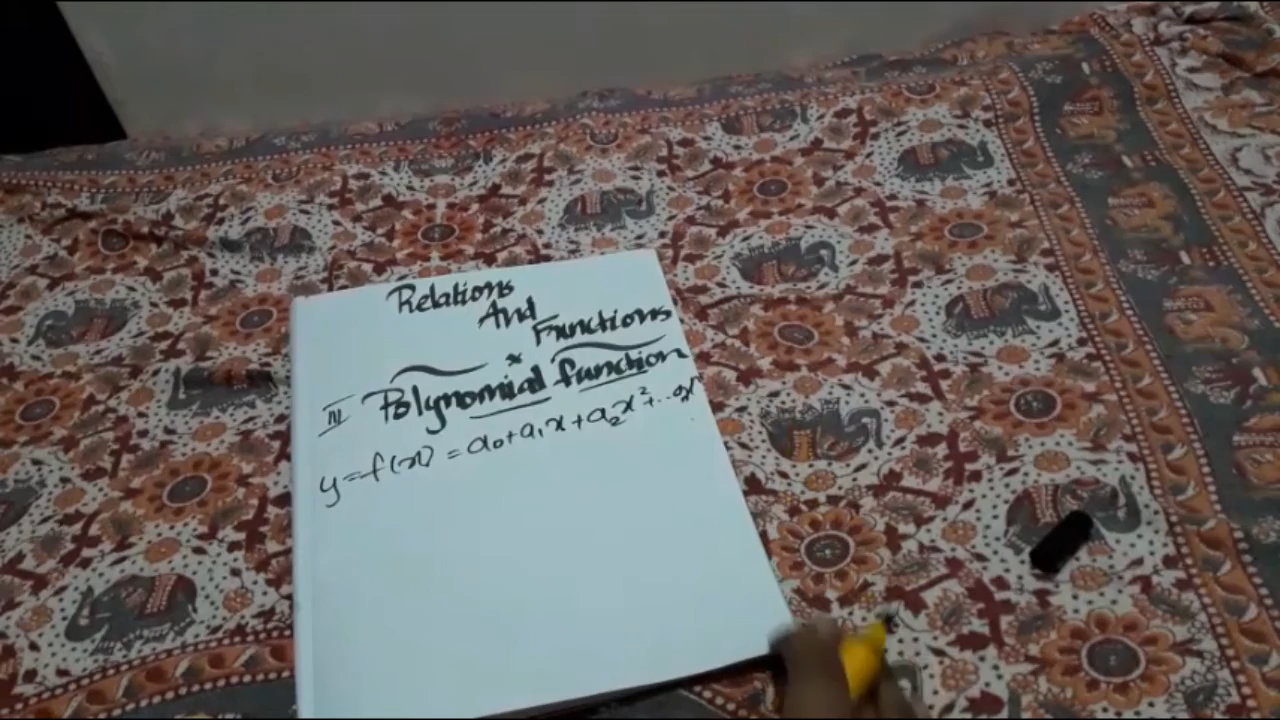 Relations
And
Functions
III Polynomial function
y=f(x) = a₀+a₁x+a₂x²+...